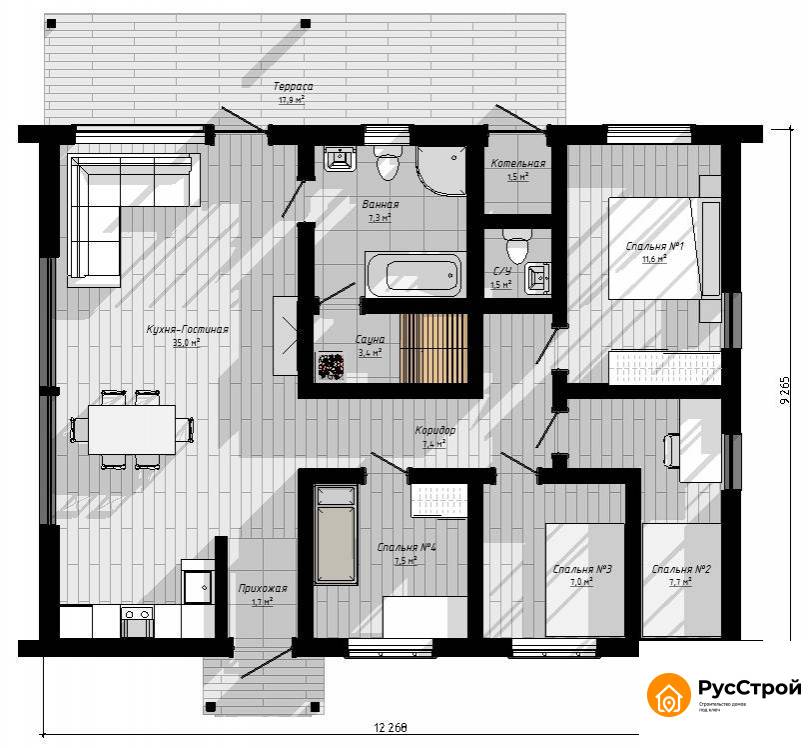 Терраса
17,9 м²
Котельная
1,5 м²
Ванная
7,3 м²
Спальня №1
11,6 м²
С/У
1,5 м²
Кухня-Гостиная
35,0 м²
Сауна
3,4 м²
9 265
Коридор
7,4 м²
Спальня №4
7,5 м²
Спальня №3
7,0 м²
Спальня №2
7,7 м²
Прихожая
1,7 м²
12 268
РусСтрой
Строительство домов
под ключ